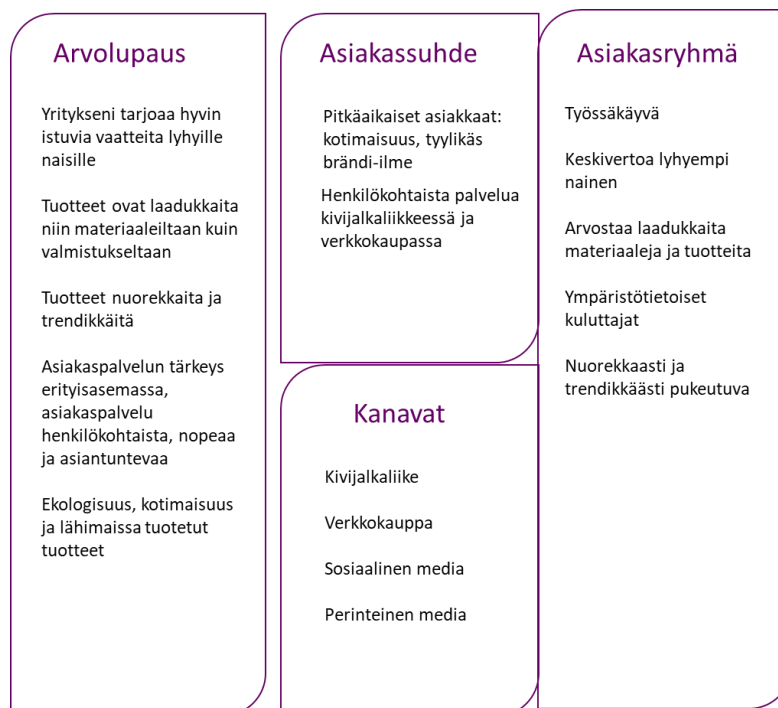 Arvolupaus
Yritykseni tarjoaa hyvin
istuvia vaatteita lyhyille
naisille
Tuotteet ovat laadukkaita
niin materiaaleiltaan kuin
valmistukseltaan
Tuotteet nuorekkaita ja
trendikkäitä
Asiakaspalvelun tärkeys
erityisasemassa,
asiakaspalvelu
henkilökohtaista, nopeaa
ja asiantuntevaa
Ekologisuus, kotimaisuus
ja lähimaissa tuotetut
tuotteet
Asiakassuhde
Pitkäaikaiset asiakkaat:
kotimaisuus, tyylikäs
brändi-ilme
Henkilökohtaista palvelua
kivijalkaliikkeessä ja
verkkokaupassa
Kanavat
Kivijalkaliike
Verkkokauppa
Sosiaalinen media
Perinteinen media
Asiakasryhmä
Työssäkäyvä
Keskivertoa lyhyempi
nainen
Arvostaa laadukkaita
materiaaleja ja tuotteita
Ympäristötietoiset
kuluttajat
Nuorekkaasti ja
trendikkäästi pukeutuva